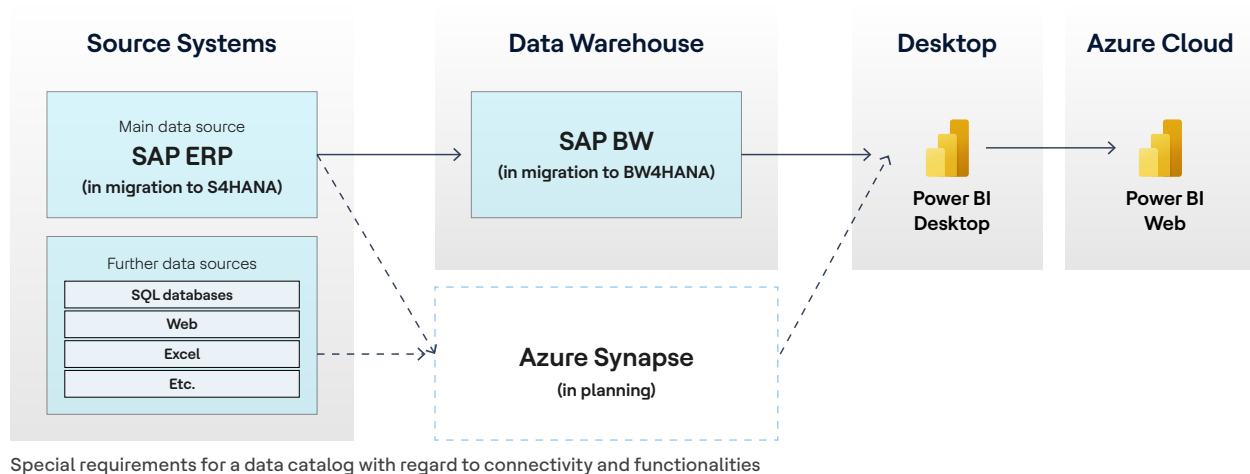 Source Systems
Main data source
SAP ERP
(in migration to S4HANA)
Further data sources
SQL databases
Web
Excel
Etc.
Data Warehouse
SAP BW
(in migration to BW4HANA)
Azure Synapse
(in planning)
Desktop
Power BI
Desktop
Azure Cloud
Power BI
Web
Special requirements for a data catalog with regard to connectivity and functionalities